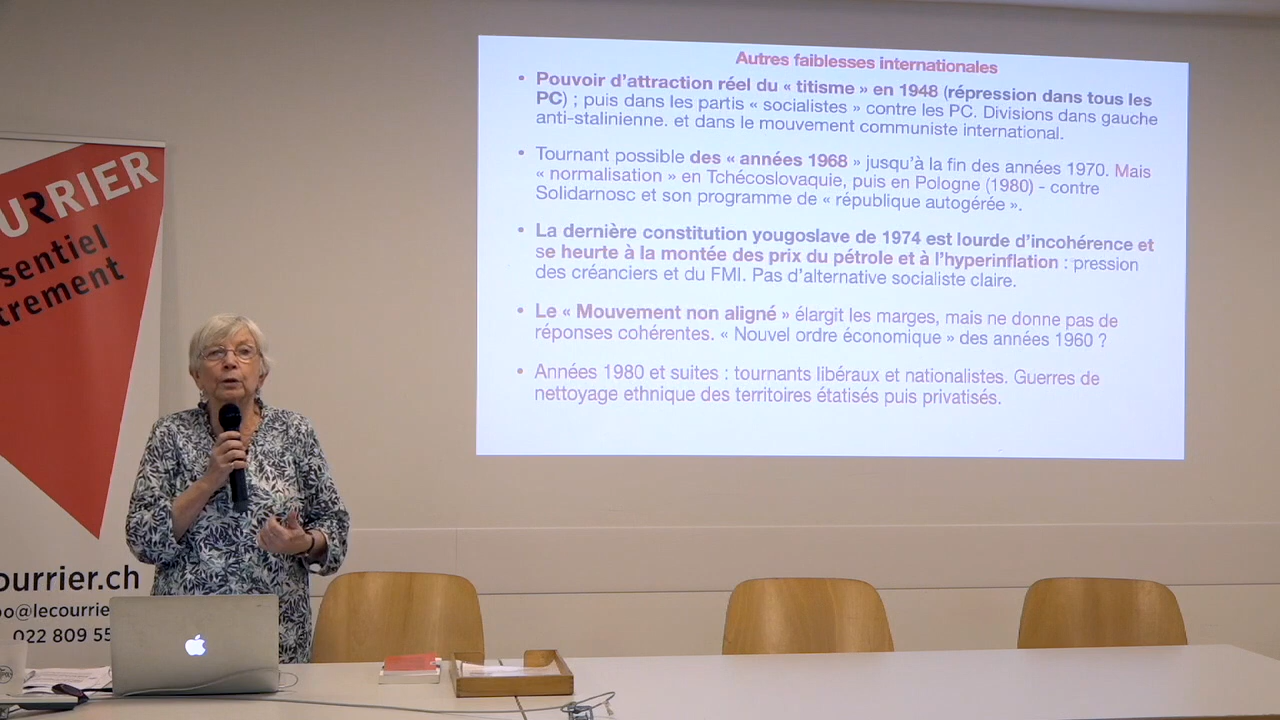 Autres faiblesses internationales
• Pouvoir d'attraction réel du « titisme » en 1948 (répression dans tous les
PC) ; puis dans les partis « socialistes » contre les PC. Divisions dans gauche
anti-stalinienne. et dans le mouvement communiste international.
• Tournant possible des « années 1968 » jusqu'à la fin des années 1970. Mais
« normalisation » en Tchécoslovaquie, puis en Pologne (1980) - contre
Solidarnosc et son programme de « république autogérée ».
• La dernière constitution yougoslave de 1974 est lourde d'incohérence et
se heurte à la montée des prix du pétrole et à l'hyperinflation : pression
des créanciers et du FMI. Pas d'alternative socialiste claire.
• Le « Mouvement non aligné » élargit les marges, mais ne donne pas de
réponses cohérentes. « Nouvel ordre économique » des années 1960 ?
• Années 1980 et suites : tournants libéraux et nationalistes. Guerres de
nettoyage ethnique des territoires étatisés puis privatisés.
URRIER
sentiel
trement
ourrier.ch
bo@lecourrie
022 809 55